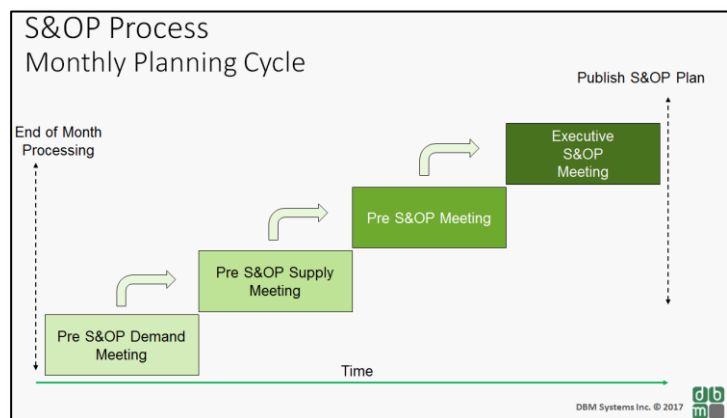 S&OP Process
Monthly Planning Cycle
Publish S&OP Plan
End of Month
Processing
Executive
S&OP
Meeting
Pre S&OP Meeting
Pre S&OP Supply
Meeting
Pre S&OP Demand
Meeting
Time
DBM Systems Inc. © 2017
db
m